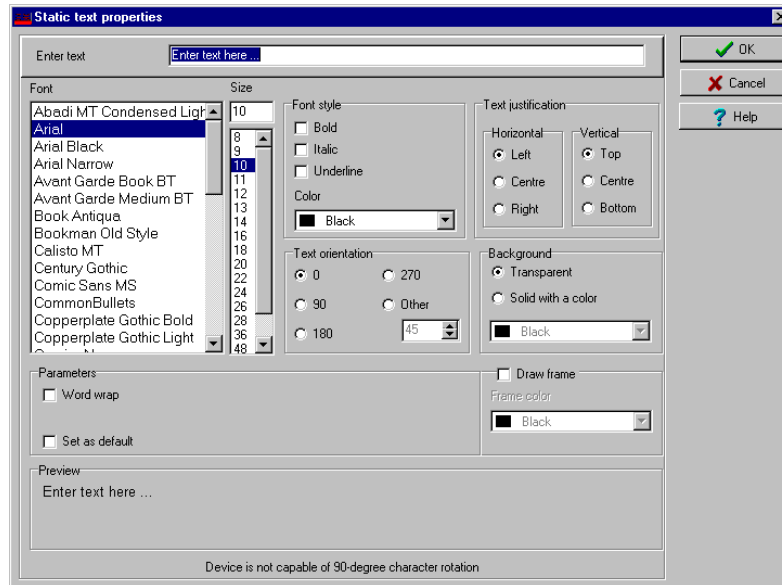 Static text properties
Enter text
Enter text here ...
OK
Cancel
Help
Font
Abadi MT Condensed Ligh
Arial
Arial Black
Arial Narrow
Avant Garde Book BT
Avant Garde Medium BT
Book Antiqua
Bookman Old Style
Calisto MT
Century Gothic
Comic Sans MS
CommonBullets
Copperplate Gothic Bold
Copperplate Gothic Light
Size
10
8
9
10
11
12
13
14
16
18
20
22
24
26
28
36
48
Font style
Bold
Italic
Underline
Color
Black
Text justification
Horizontal
Left
Centre
Right
Vertical
Top
Centre
Bottom
Text orientation
0
270
90
Other
180
45
Background
Transparent
Solid with a color
Black
Parameters
Word wrap
Set as default
Draw frame
Frame color
Black
Preview
Enter text here ...
Device is not capable of 90-degree character rotation